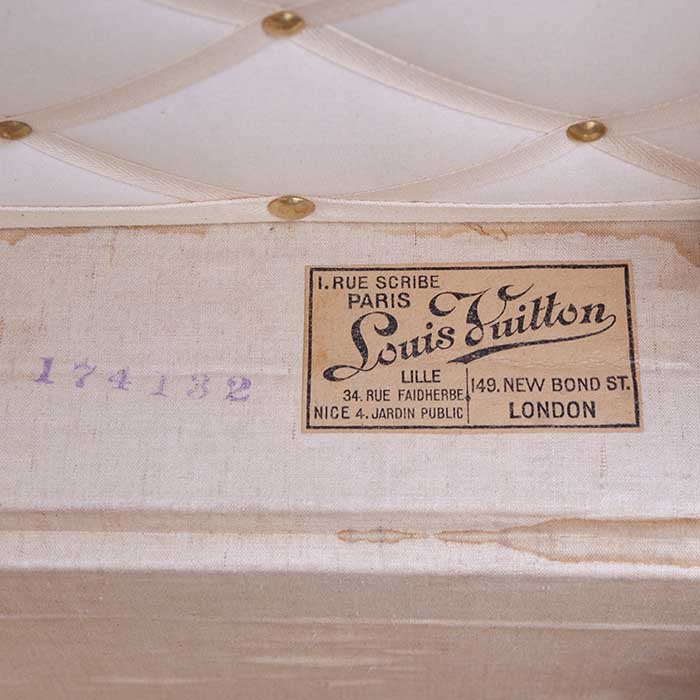 174132
1. RUE SCRIBE
PARIS
Louis Vuitton
LILLE
34. RUE FAIDHERBE
NICE 4. JARDIN PUBLIC
149. NEW BOND ST.
LONDON